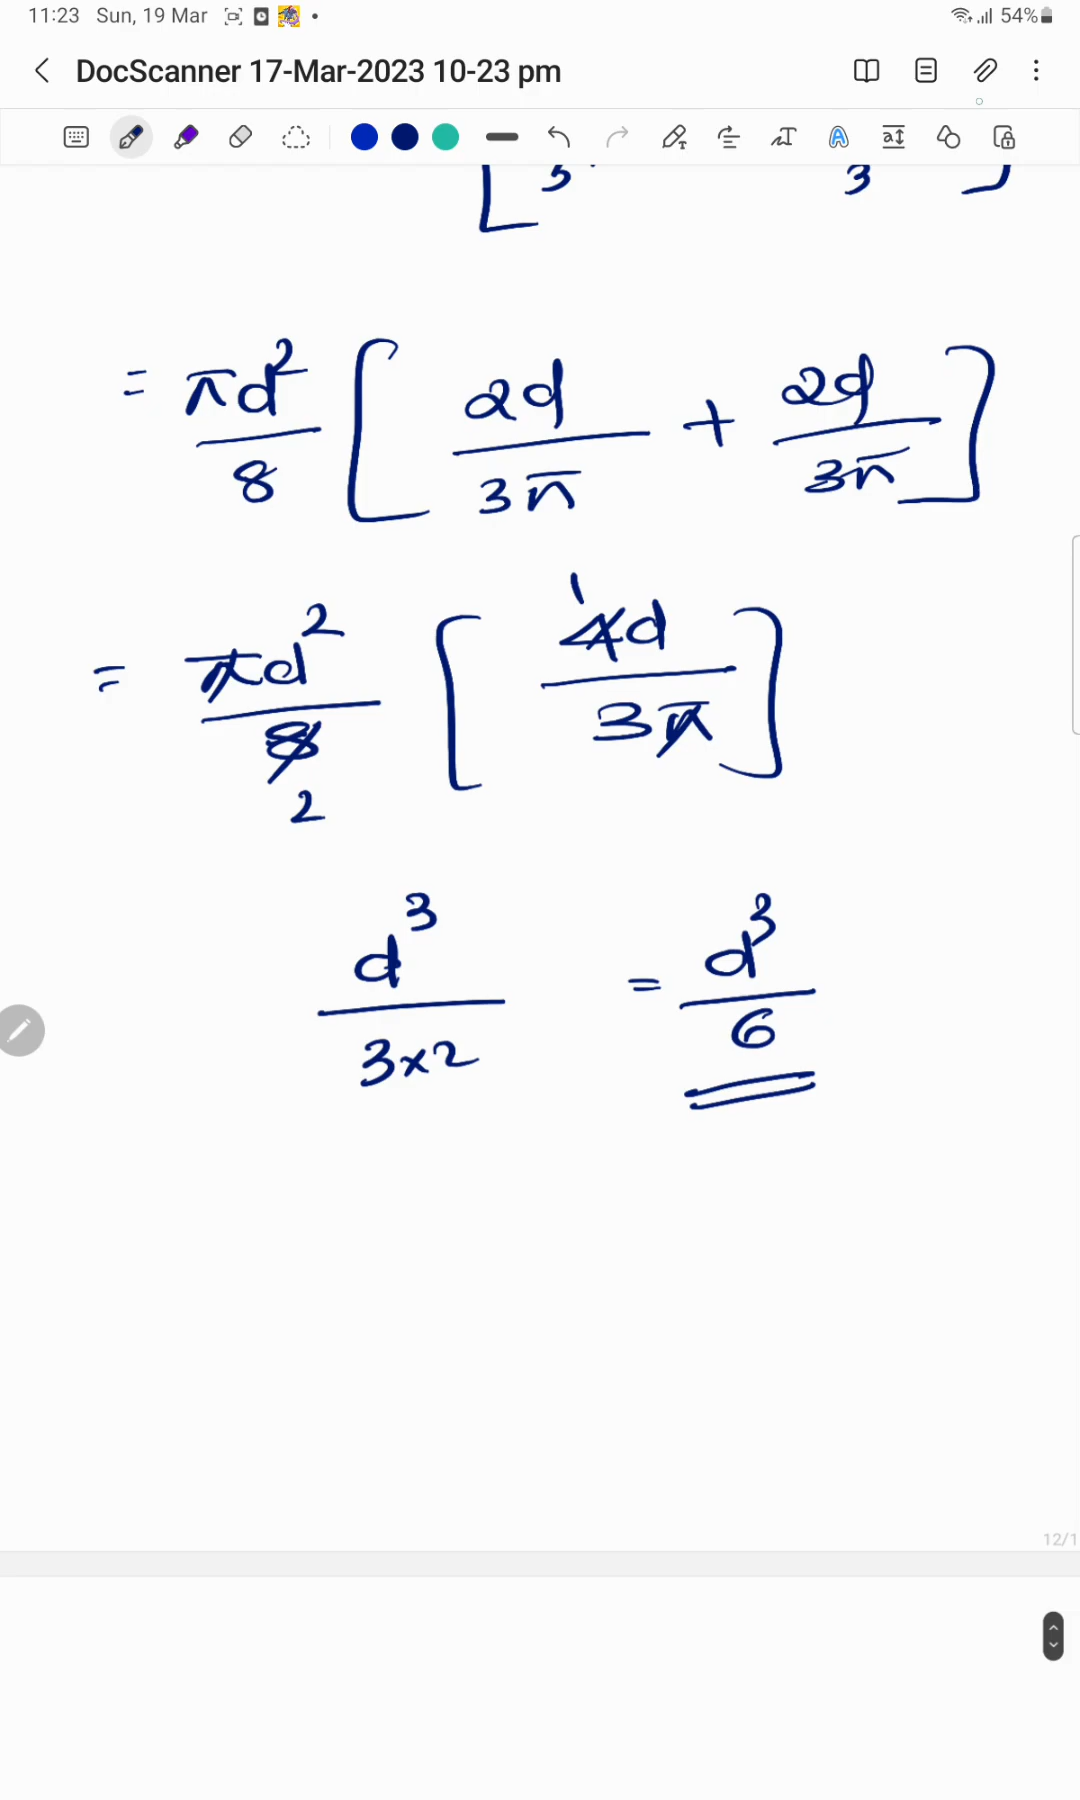 11:23 Sun, 19 Mar 54%
DocScanner 17-Mar-2023 10-23 pm
3
= πd²/8 [ 2d/3π + 2d/3π ]
= πd²/8 [ 4d/3π ]
1
2
d³/3×2 = d³/6
12/1